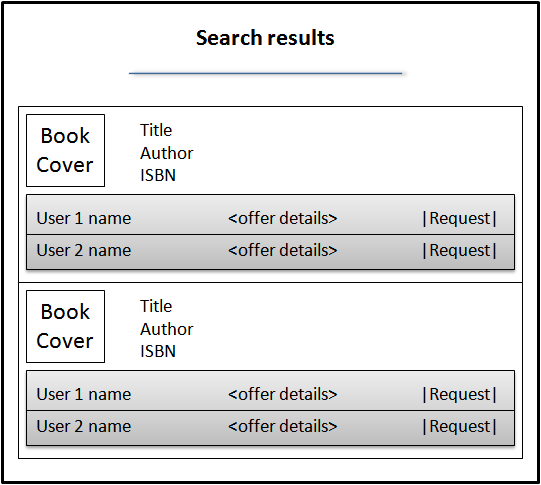 Search results
Book
Cover
Title
Author
ISBN
User 1 name <offer details> |Request|
User 2 name <offer details> |Request|
Book
Cover
Title
Author
ISBN
User 1 name <offer details> |Request|
User 2 name <offer details> |Request|